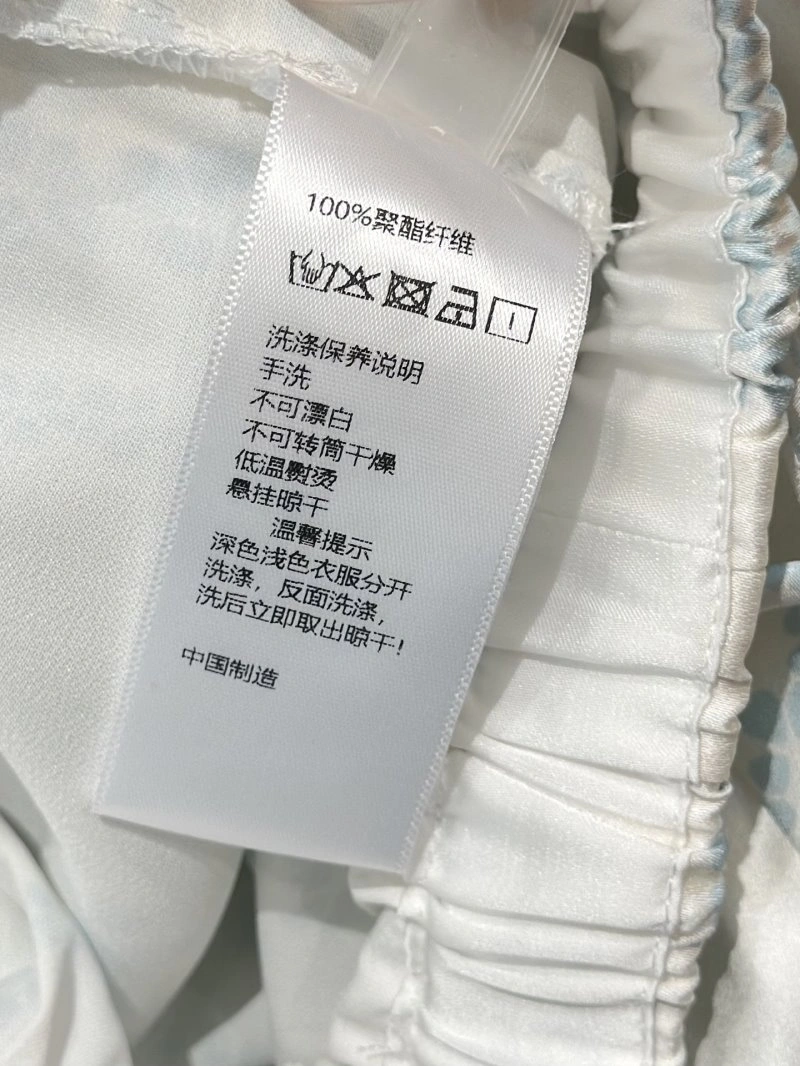 100%聚酯纤维
洗涤保养说明
手洗
不可漂白
不可转筒干燥
低温熨烫
悬挂晾干
温馨提示
深色浅色衣服分开
洗涤，反面洗涤，
洗后立即取出晾干！
中国制造